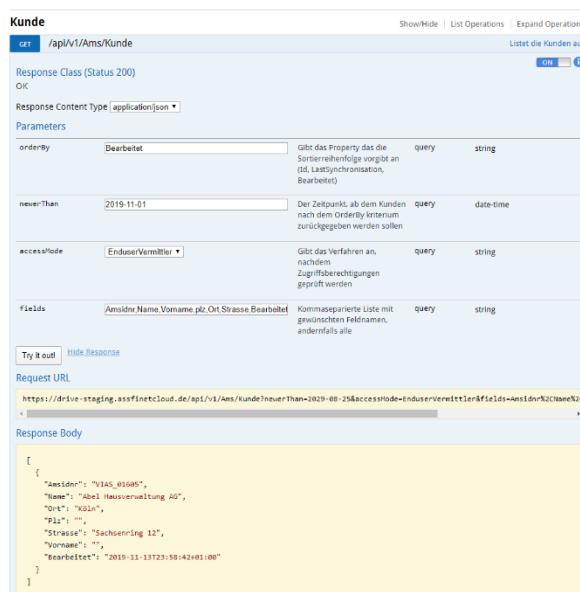 Kunde
Show/Hide List Operations Expand Operation
GET /api/v1/Ams/Kunde Listet die Kunden au
ON
Response Class (Status 200)
OK
Response Content Type application/json
Parameters
orderBy Bearbeitet Gibt das Property das die query string
Sortierreihenfolge vorgibt an
(Id, LastSynchronisation,
Bearbeitet)
newerThan 2019-11-01 Der Zeitpunkt, ab dem Kunden query date-time
nach dem OrderBy kriterium
zurückgegeben werden sollen
accessMode EnduserVermittler Gibt das Verfahren an, query string
nachdem
Zugriffsberechtigungen
geprüft werden
fields Amsidnr,Name,Vorname,plz,Ort,Strasse,Bearbeitet Kommaseparierte Liste mit query string
gewünschten Feldnamen,
andernfalls alle
Try it out! Hide Response
Request URL
https://drive-staging.assfinetcloud.de/api/v1/Ams/Kunde?newerThan=2029-08-25&accessMode=EnduserVermittler&fields=Amsidnr%2CName%2
Response Body
[
{
"Amsidnr": "VIAS_01605",
"Name": "Abel Hausverwaltung AG",
"Ort": "Köln",
"Plz": "",
"Strasse": "Sachsenring 12",
"Vorname": "",
"Bearbeitet": "2019-11-13T23:58:42+01:00"
}
]